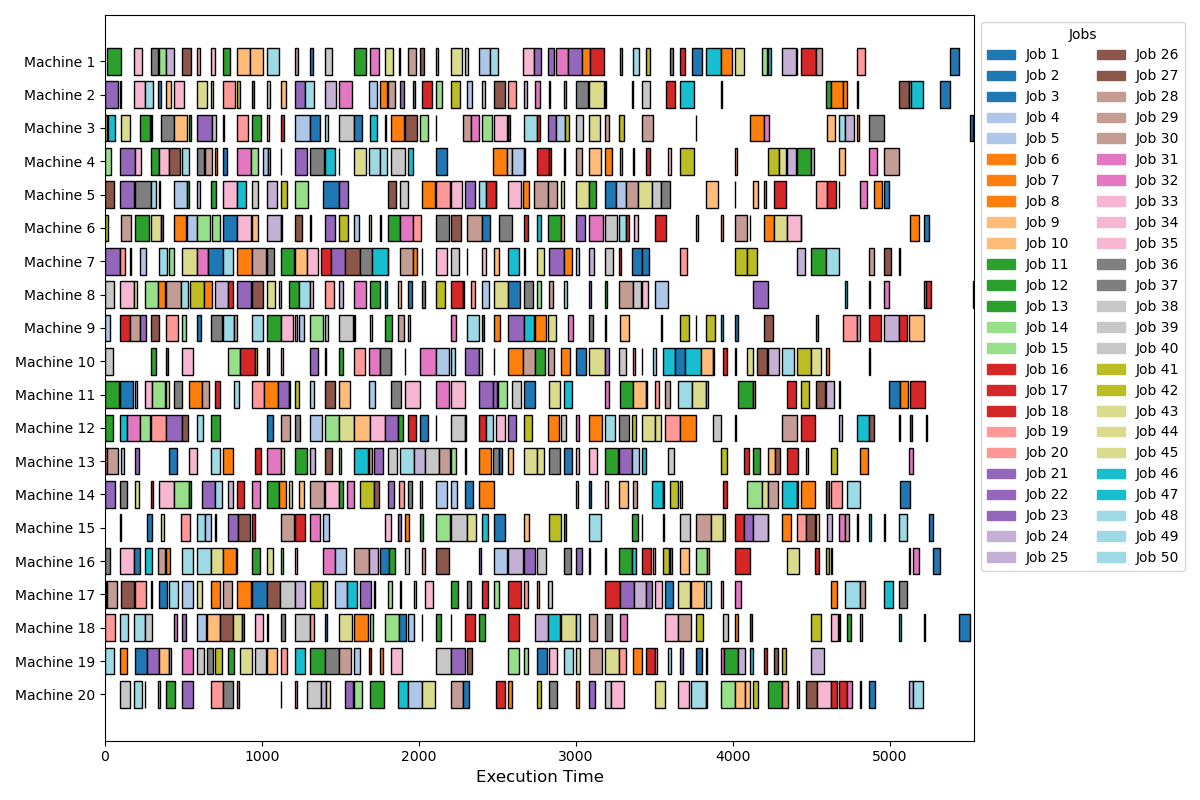 Machine 1
Machine 2
Machine 3
Machine 4
Machine 5
Machine 6
Machine 7
Machine 8
Machine 9
Machine 10
Machine 11
Machine 12
Machine 13
Machine 14
Machine 15
Machine 16
Machine 17
Machine 18
Machine 19
Machine 20
0 1000 2000 3000 4000 5000
Execution Time
Jobs
Job 1
Job 2
Job 3
Job 4
Job 5
Job 6
Job 7
Job 8
Job 9
Job 10
Job 11
Job 12
Job 13
Job 14
Job 15
Job 16
Job 17
Job 18
Job 19
Job 20
Job 21
Job 22
Job 23
Job 24
Job 25
Job 26
Job 27
Job 28
Job 29
Job 30
Job 31
Job 32
Job 33
Job 34
Job 35
Job 36
Job 37
Job 38
Job 39
Job 40
Job 41
Job 42
Job 43
Job 44
Job 45
Job 46
Job 47
Job 48
Job 49
Job 50